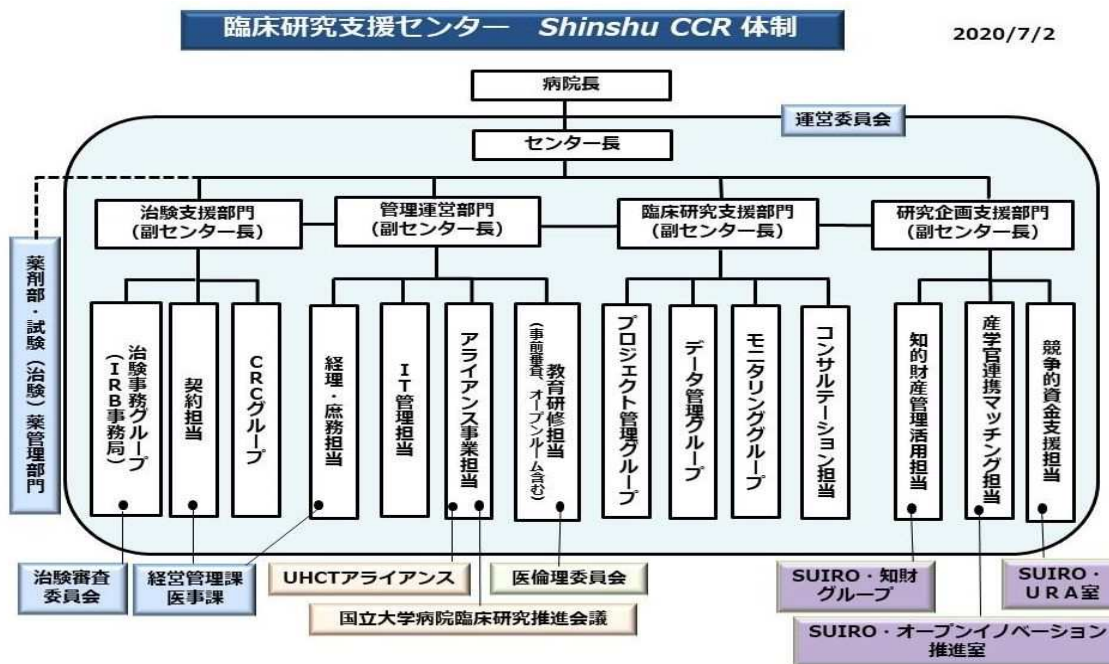 臨床研究支援センター Shinshu CCR 体制
2020/7/2
病院長
運営委員会
センター長
治験支援部門
(副センター長)
管理運営部門
(副センター長)
臨床研究支援部門
(副センター長)
研究企画支援部門
(副センター長)
薬剤部・試験(治験)薬管理部門
治験事務グループ
(IRB事務局)
契約担当
CRCグループ
経理・庶務担当
IT管理担当
アライアンス事業担当
教育研修担当
(事前審査、オープンルーム含む)
プロジェクト管理グループ
データ管理グループ
モニタリンググループ
コンサルテーション担当
知的財産管理活用担当
産学官連携マッチング担当
競争的資金支援担当
治験審査
委員会
経営管理課
医事課
UHCTアライアンス
国立大学病院臨床研究推進会議
医倫理委員会
SUIRO・知財
グループ
SUIRO・
URA室
SUIRO・オープンイノベーション
推進室